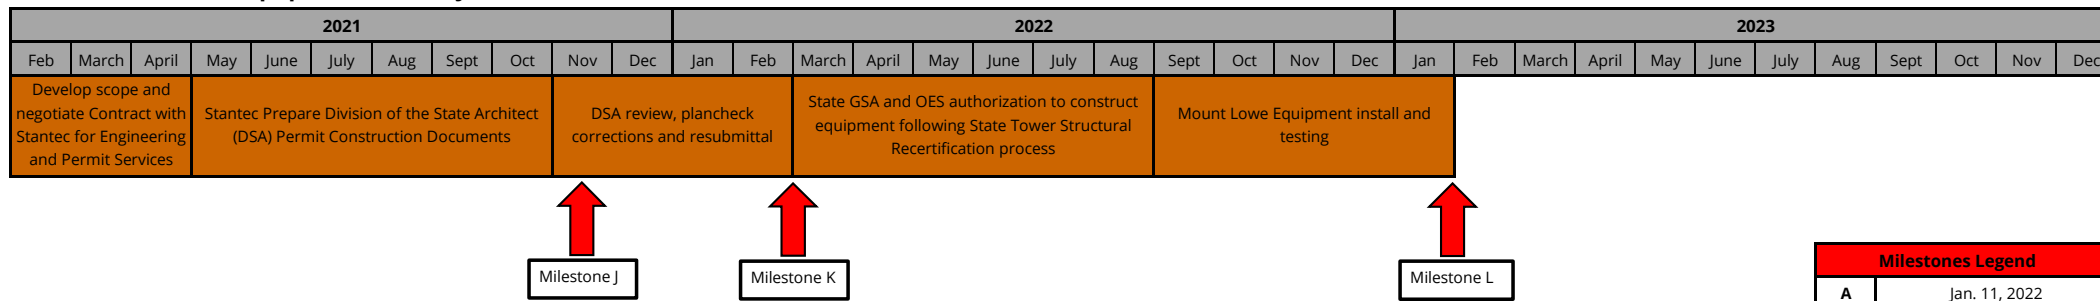 2021 2022 2023
Feb March April May June July Aug Sept Oct Nov Dec Jan Feb March April May June July Aug Sept Oct Nov Dec Jan Feb March April May June July Aug Sept Oct Nov Dec
Develop scope and
negotiate Contract with
Stantec for Engineering
and Permit Services
Stantec Prepare Division of the State Architect
(DSA) Permit Construction Documents
DSA review, plancheck
corrections and resubmittal
State GSA and OES authorization to construct
equipment following State Tower Structural
Recertification process
Mount Lowe Equipment install and
testing
Milestone J
Milestone K
Milestone L
Milestones Legend
A Jan. 11, 2022